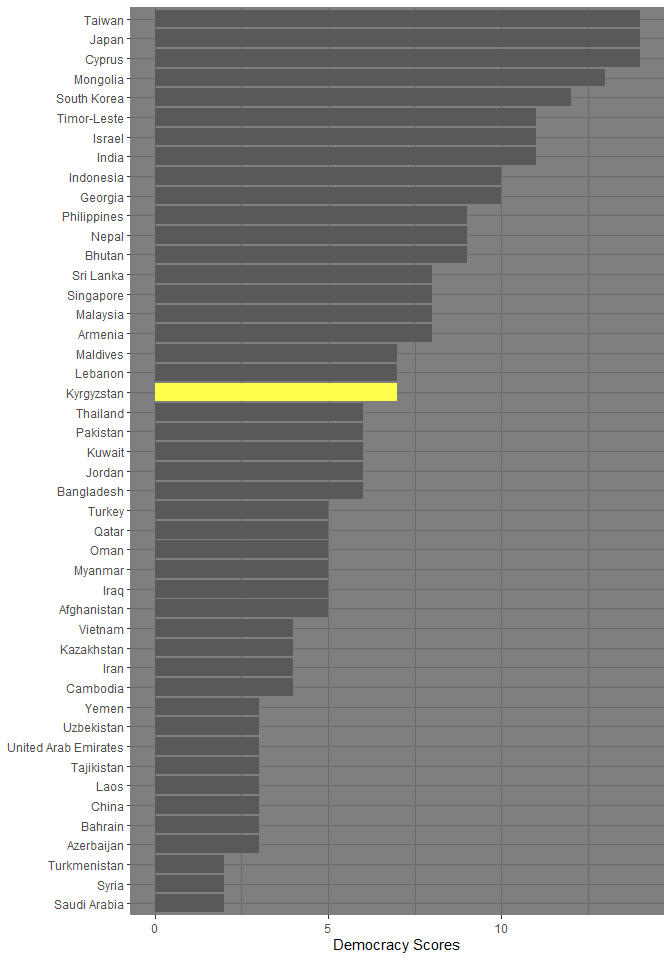 Taiwan
Japan
Cyprus
Mongolia
South Korea
Timor-Leste
Israel
India
Indonesia
Georgia
Philippines
Nepal
Bhutan
Sri Lanka
Singapore
Malaysia
Armenia
Maldives
Lebanon
Kyrgyzstan
Thailand
Pakistan
Kuwait
Jordan
Bangladesh
Turkey
Qatar
Oman
Myanmar
Iraq
Afghanistan
Vietnam
Kazakhstan
Iran
Cambodia
Yemen
Uzbekistan
United Arab Emirates
Tajikistan
Laos
China
Bahrain
Azerbaijan
Turkmenistan
Syria
Saudi Arabia
0 5 10
Democracy Scores